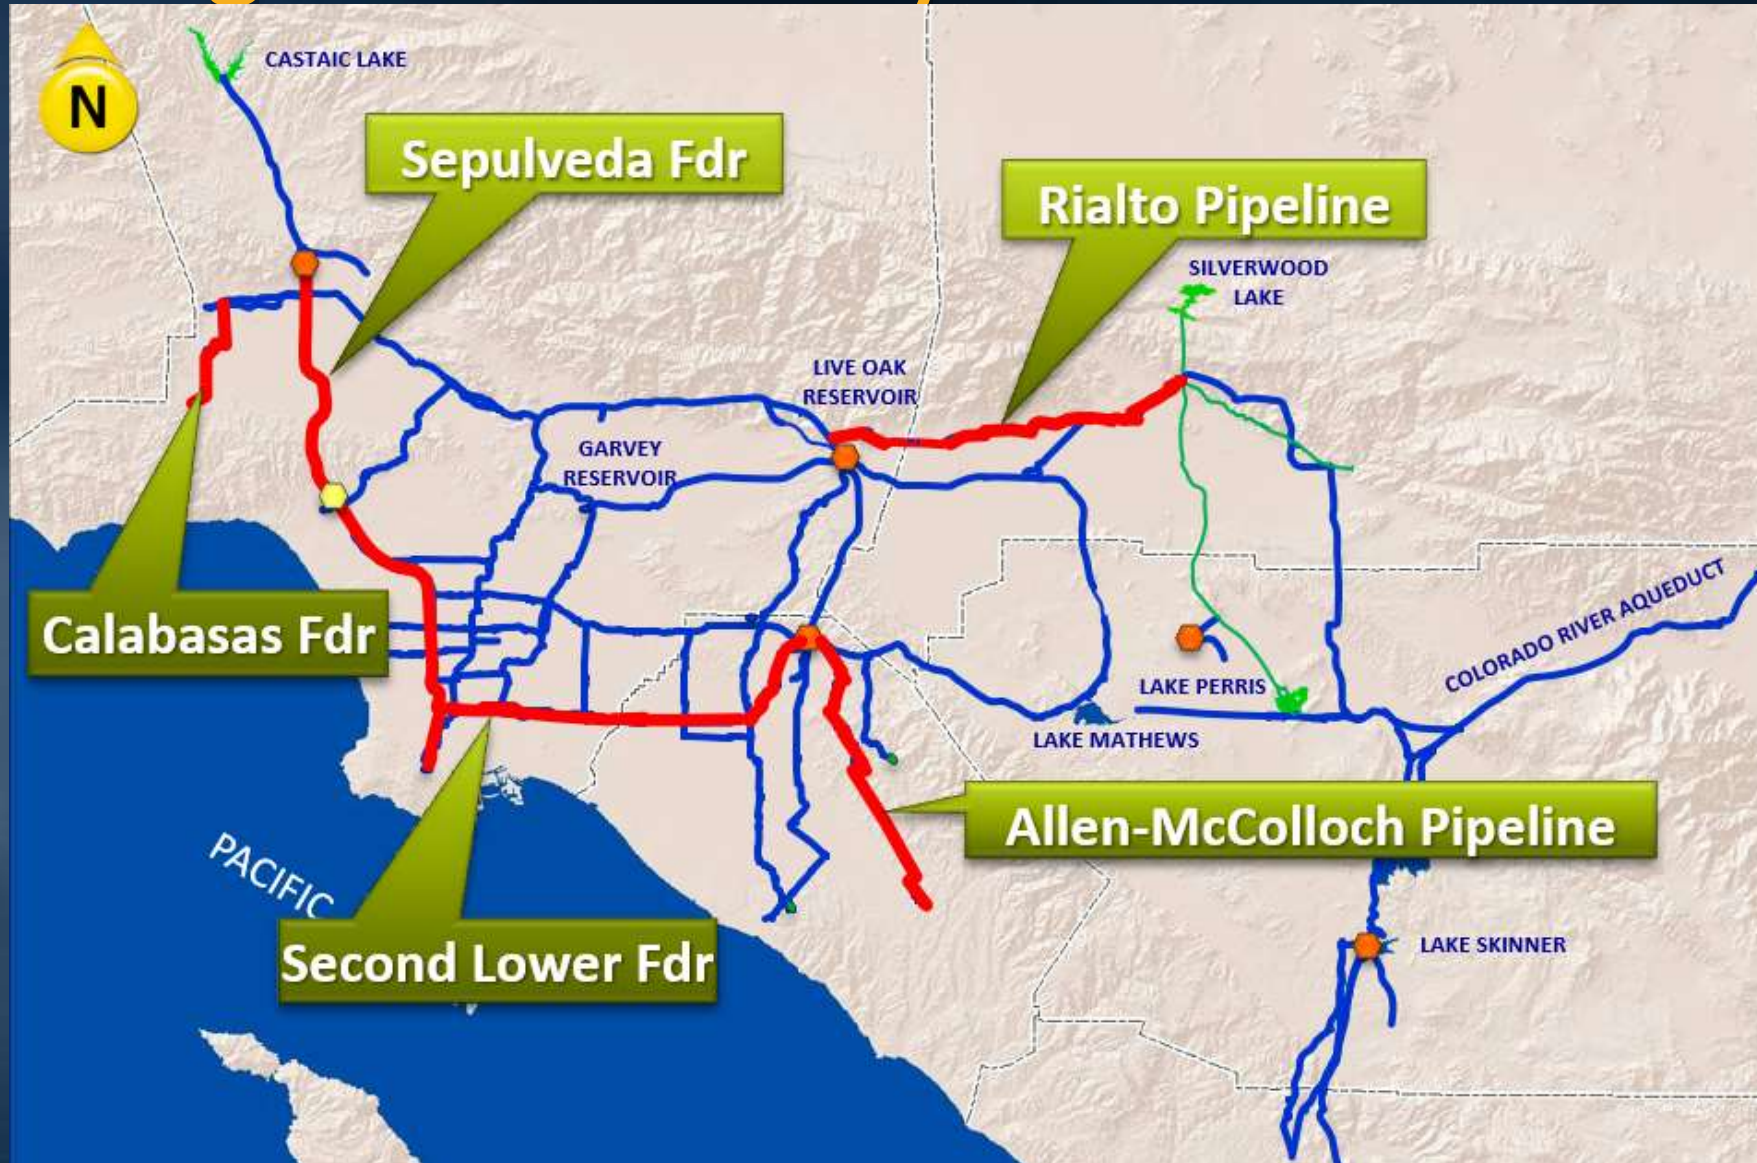 N
CASTAIC LAKE
Sepulveda Fdr
Rialto Pipeline
SILVERWOOD
LAKE
LIVE OAK
RESERVOIR
GARVEY
RESERVOIR
Calabasas Fdr
COLORADO RIVER AQUEDUCT
LAKE PERRIS
LAKE MATHEWS
Allen-McColloch Pipeline
PACIFIC
Second Lower Fdr
LAKE SKINNER